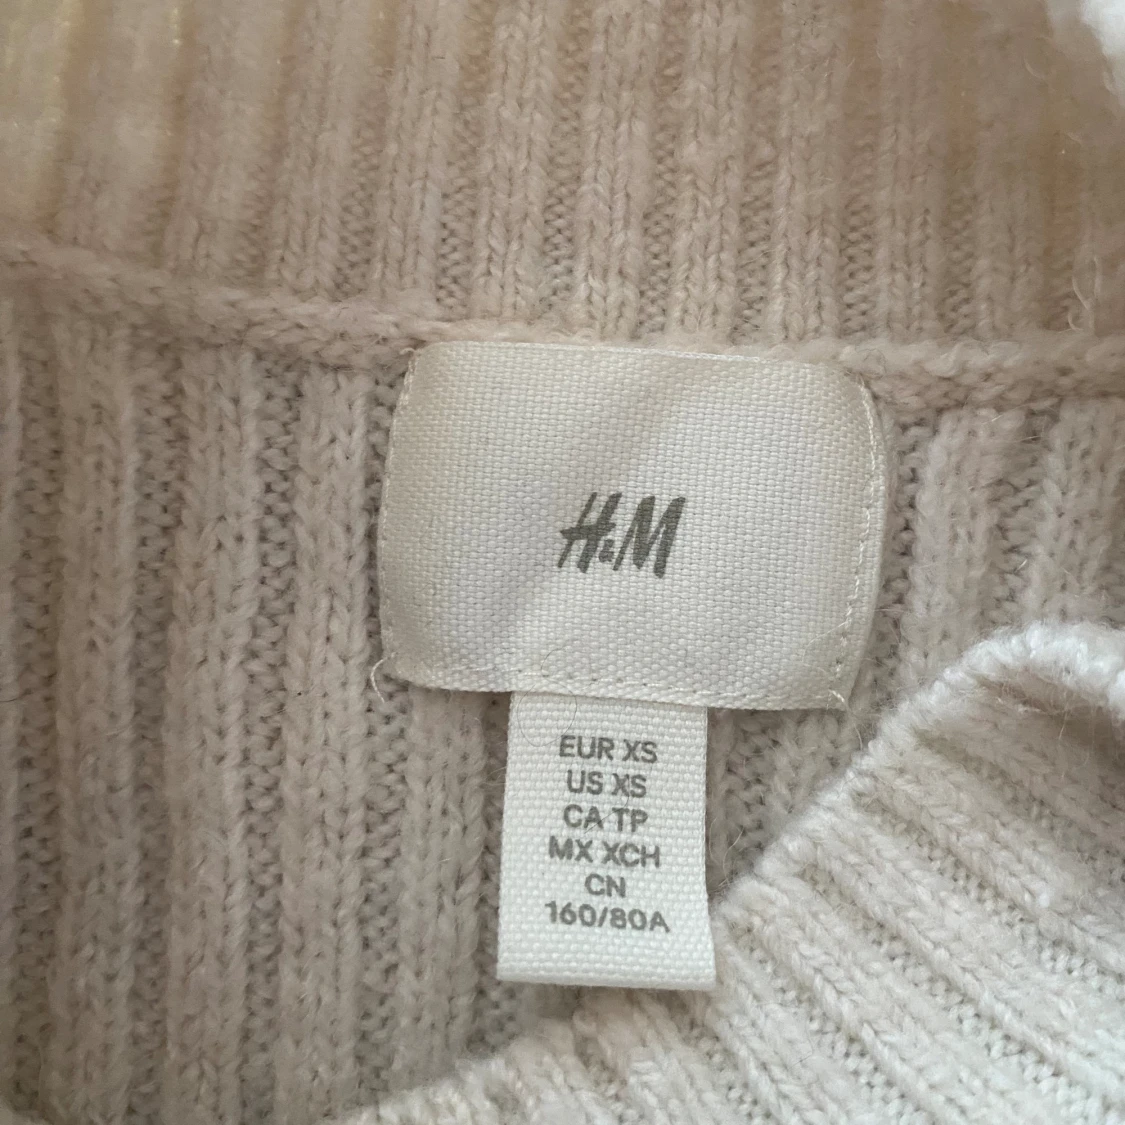 H&M
EUR XS
US XS
CA TP
MX XCH
CN
160/80A